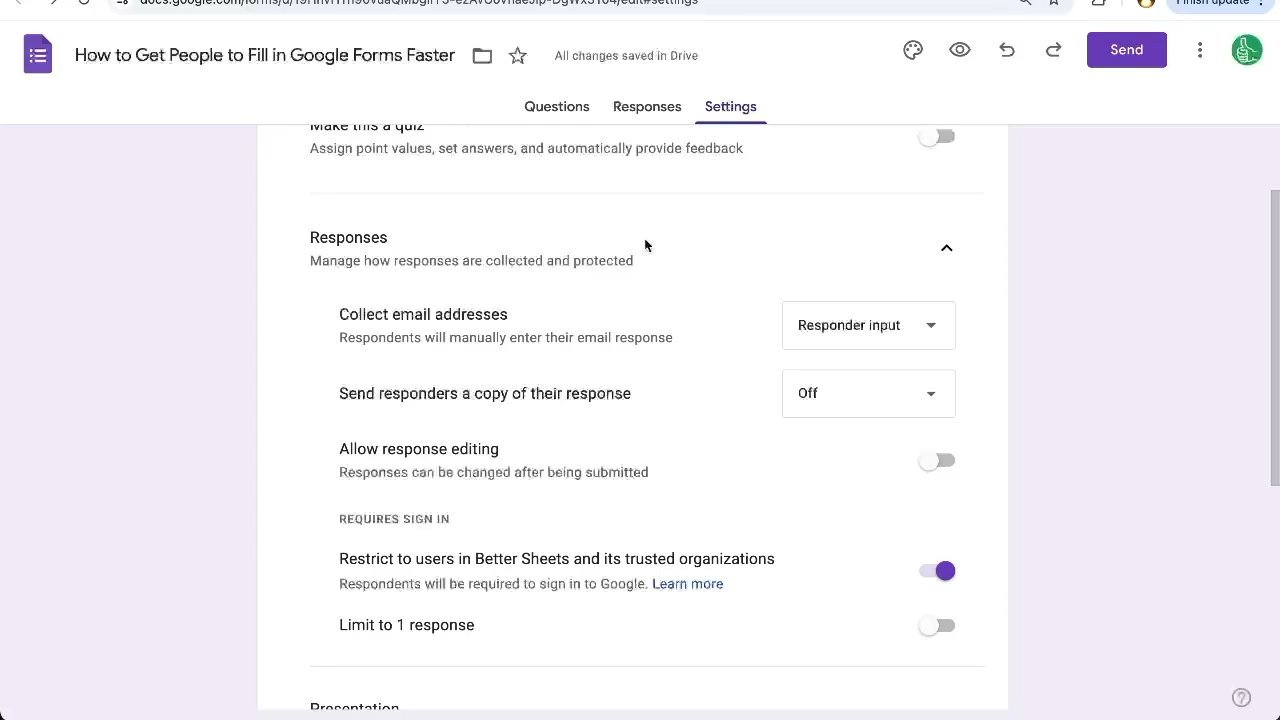 Finish update
How to Get People to Fill in Google Forms Faster
All changes saved in Drive
Send
Questions
Responses
Settings
Make this a quiz
Assign point values, set answers, and automatically provide feedback
Responses
Manage how responses are collected and protected
Collect email addresses
Respondents will manually enter their email response
Responder input
Send responders a copy of their response
Off
Allow response editing
Responses can be changed after being submitted
REQUIRES SIGN IN
Restrict to users in Better Sheets and its trusted organizations
Respondents will be required to sign in to Google. Learn more
Limit to 1 response
Presentation